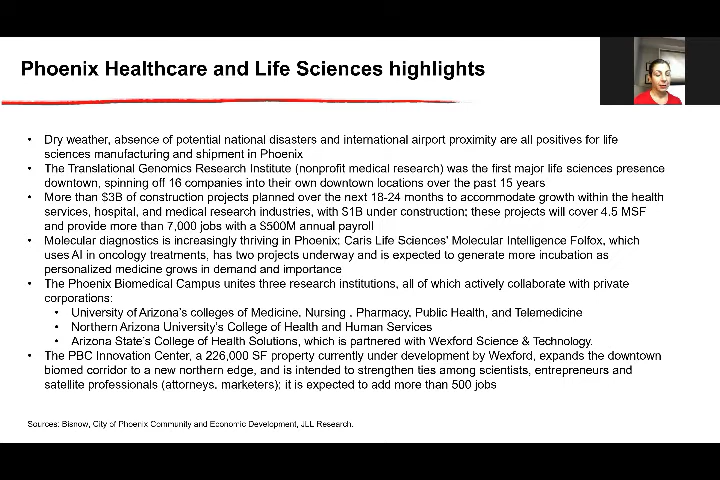 Phoenix Healthcare and Life Sciences highlights
• Dry weather, absence of potential national disasters and international airport proximity are all positives for life
sciences manufacturing and shipment in Phoenix
• The Translational Genomics Research Institute (nonprofit medical research) was the first major life sciences presence
downtown, spinning off 16 companies into their own downtown locations over the past 15 years
• More than $3B of construction projects planned over the next 18-24 months to accommodate growth within the health
services, hospital, and medical research industries, with $1B under construction; these projects will cover 4.5 MSF
and provide more than 7,000 jobs with a $500M annual payroll
• Molecular diagnostics is increasingly thriving in Phoenix; Caris Life Sciences' Molecular Intelligence Folfox, which
uses AI in oncology treatments, has two projects underway and is expected to generate more incubation as
personalized medicine grows in demand and importance
• The Phoenix Biomedical Campus unites three research institutions, all of which actively collaborate with private
corporations:
• University of Arizona's colleges of Medicine, Nursing , Pharmacy, Public Health, and Telemedicine
• Northern Arizona University's College of Health and Human Services
• Arizona State's College of Health Solutions, which is partnered with Wexford Science & Technology.
• The PBC Innovation Center, a 226,000 SF property currently under development by Wexford, expands the downtown
biomed corridor to a new northern edge, and is intended to strengthen ties among scientists, entrepreneurs and
satellite professionals (attorneys, marketers); it is expected to add more than 500 jobs
Sources: Bisnow, City of Phoenix Community and Economic Development, JLL Research.